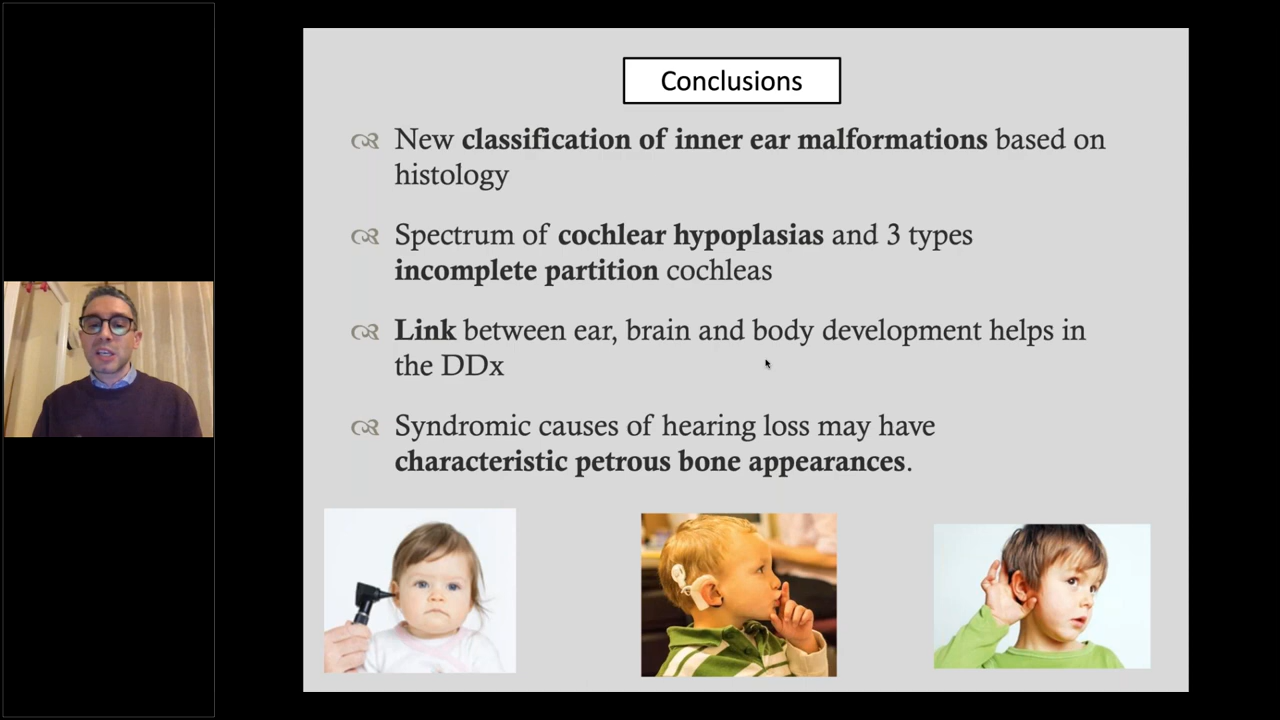 Conclusions
New classification of inner ear malformations based on
histology
Spectrum of cochlear hypoplasias and 3 types
incomplete partition cochleas
Link between ear, brain and body development helps in
the DDx
Syndromic causes of hearing loss may have
characteristic petrous bone appearances.